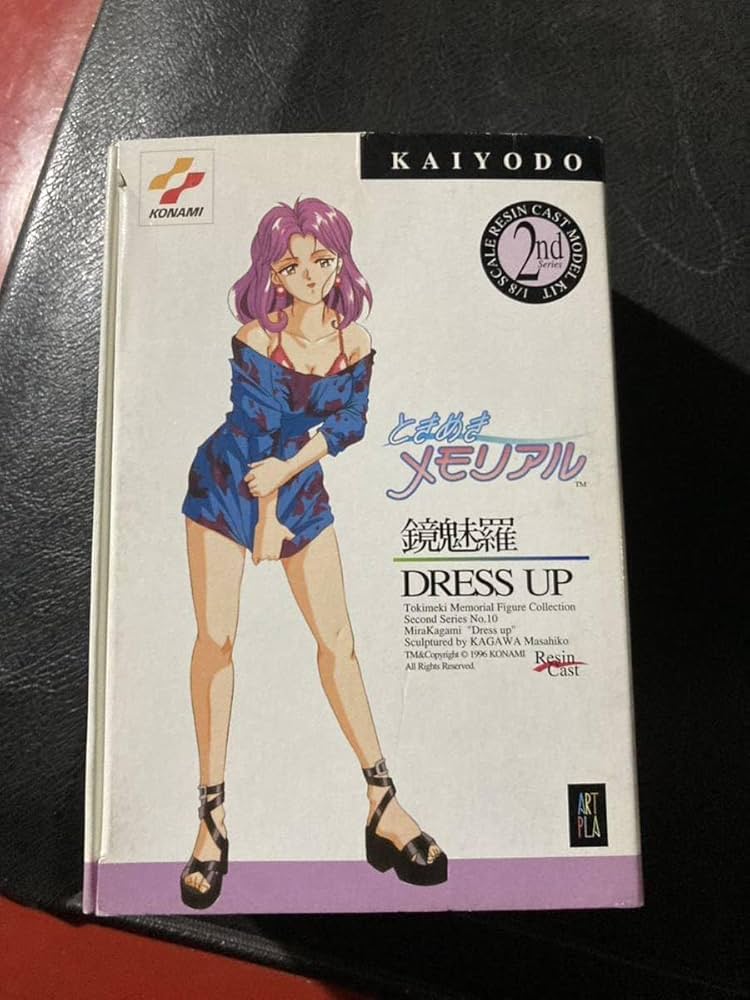 KAIYODO
KONAMI
1/8 SCALE RESIN CAST MODEL KIT
2nd
Series
ときめき
メモリアル
TM
鏡魅羅
DRESS UP
Tokimeki Memorial Figure Collection
Second Series No.10
MiraKagami "Dress up"
Sculptured by KAGAWA Masahiko
TM&Copyright © 1996 KONAMI
All Rights Reserved.
Resin
Cast
ART
PLA